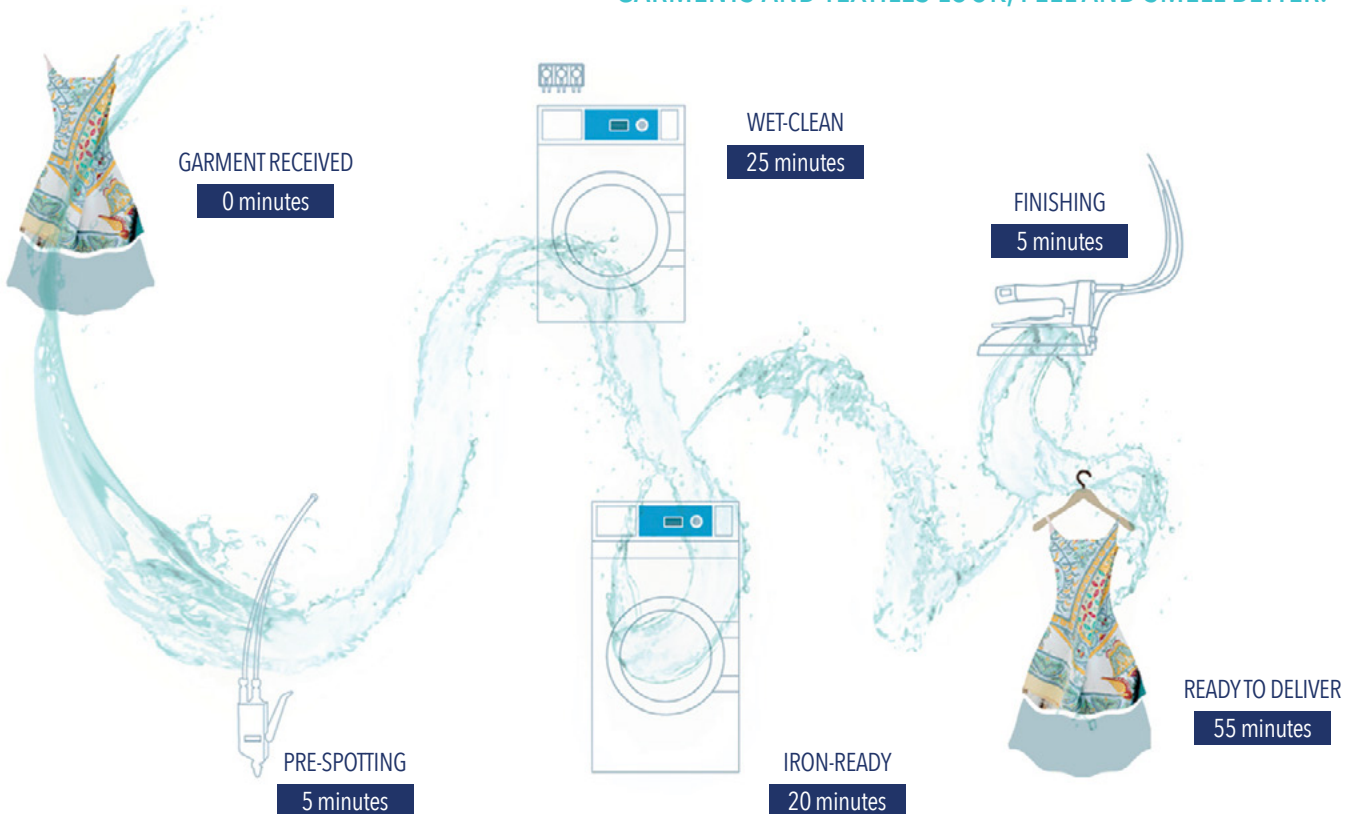 GARMENT RECEIVED
0 minutes
PRE-SPOTTING
5 minutes
WET-CLEAN
25 minutes
IRON-READY
20 minutes
FINISHING
5 minutes
READY TO DELIVER
55 minutes